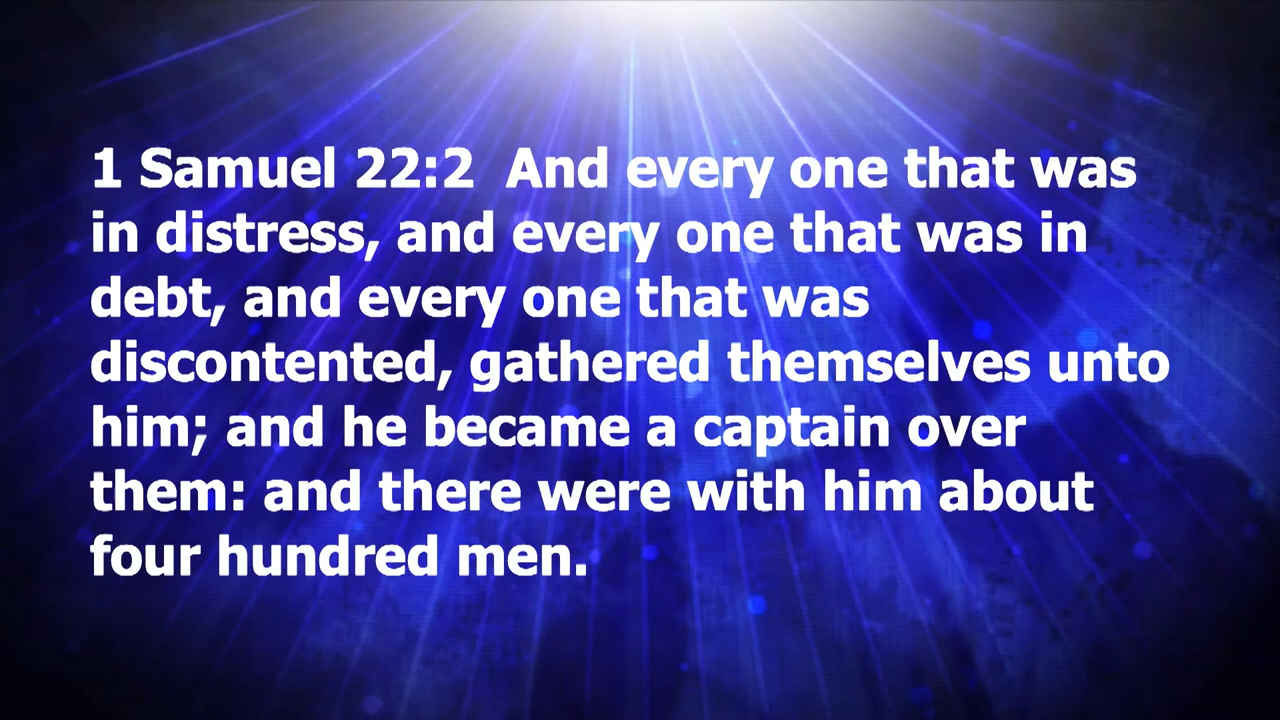 1 Samuel 22:2  And every one that was
in distress, and every one that was in
debt, and every one that was
discontented, gathered themselves unto
him; and he became a captain over
them: and there were with him about
four hundred men.